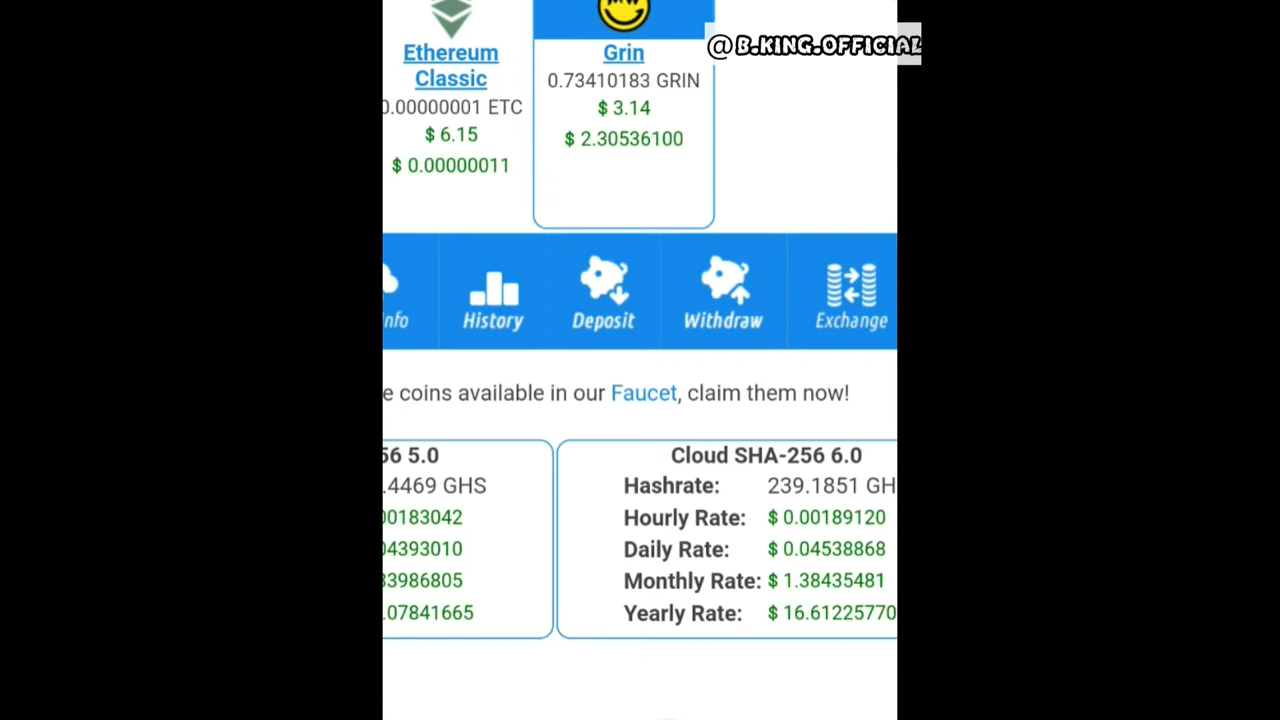 @B.KING.OFFICIAL
Ethereum
Classic
0.00000001 ETC
$ 6.15
$ 0.00000011
Grin
0.73410183 GRIN
$ 3.14
$ 2.30536100
History
Deposit
Withdraw
Exchange
coins available in our Faucet, claim them now!
56 5.0
.4469 GHS
00183042
04393010
33986805
.07841665
Cloud SHA-256 6.0
Hashrate: 239.1851 GH
Hourly Rate: $ 0.00189120
Daily Rate: $ 0.04538868
Monthly Rate: $ 1.38435481
Yearly Rate: $ 16.61225770